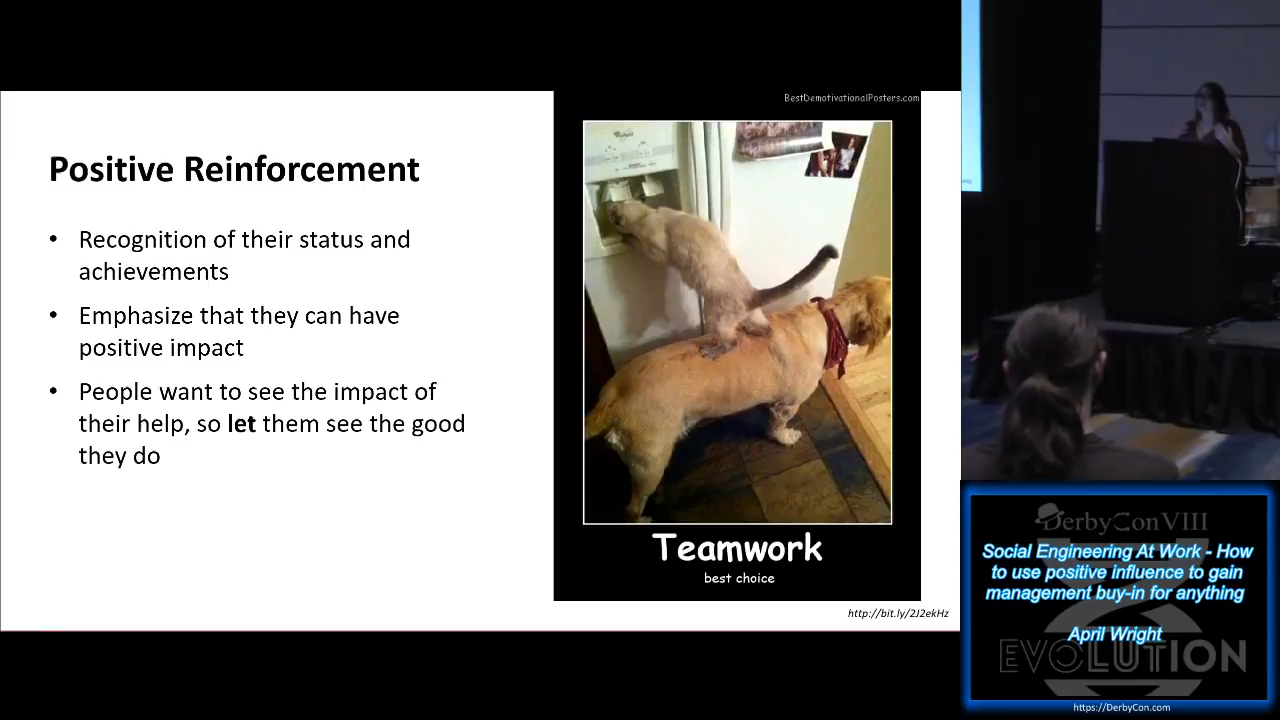 BestDemotivationalPosters.com
Positive Reinforcement
• Recognition of their status and
achievements
• Emphasize that they can have
positive impact
• People want to see the impact of
their help, so let them see the good
they do
Teamwork
best choice
http://bit.ly/2J2ekHz
DerbyCon VIII
Social Engineering At Work - How
to use positive influence to gain
management buy-in for anything
April Wright
EVOLUTION
https://DerbyCon.com